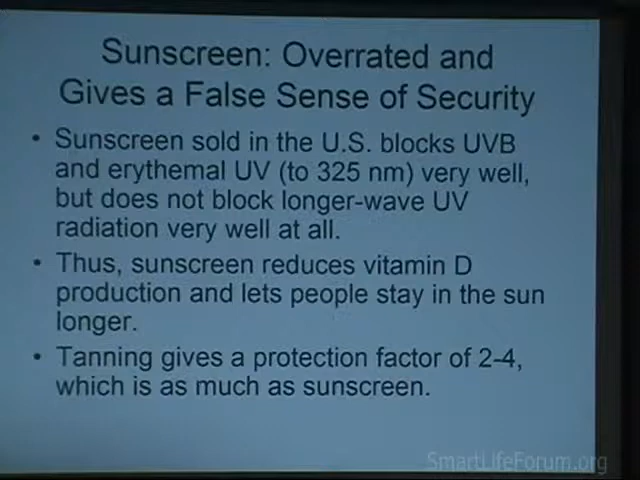 Sunscreen: Overrated and
Gives a False Sense of Security
• Sunscreen sold in the U.S. blocks UVB
and erythemal UV (to 325 nm) very well,
but does not block longer-wave UV
radiation very well at all.
• Thus, sunscreen reduces vitamin D
production and lets people stay in the sun
longer.
• Tanning gives a protection factor of 2-4,
which is as much as sunscreen.
SmartLifeForum.org